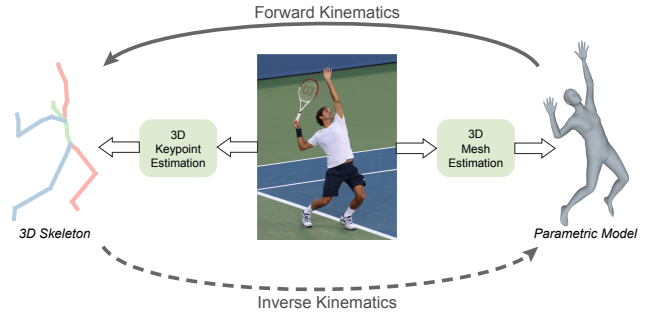 Forward Kinematics
3D
Keypoint
Estimation
3D
Mesh
Estimation
3D Skeleton
Parametric Model
Inverse Kinematics